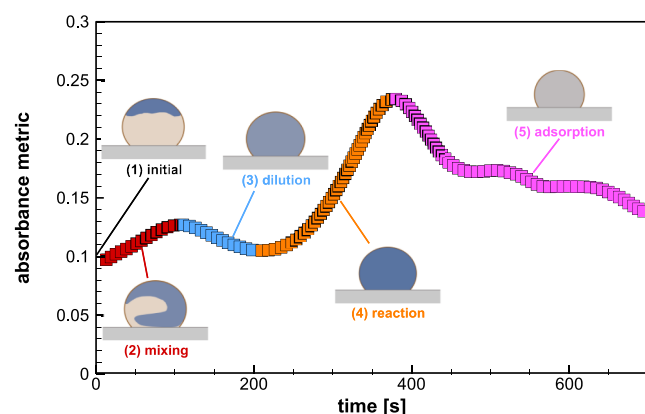 0.3
0.25
0.2
0.15
0.1
0.05
0
absorbance metric
(1) initial
(2) mixing
(3) dilution
(4) reaction
(5) adsorption
0
200
400
600
time [s]